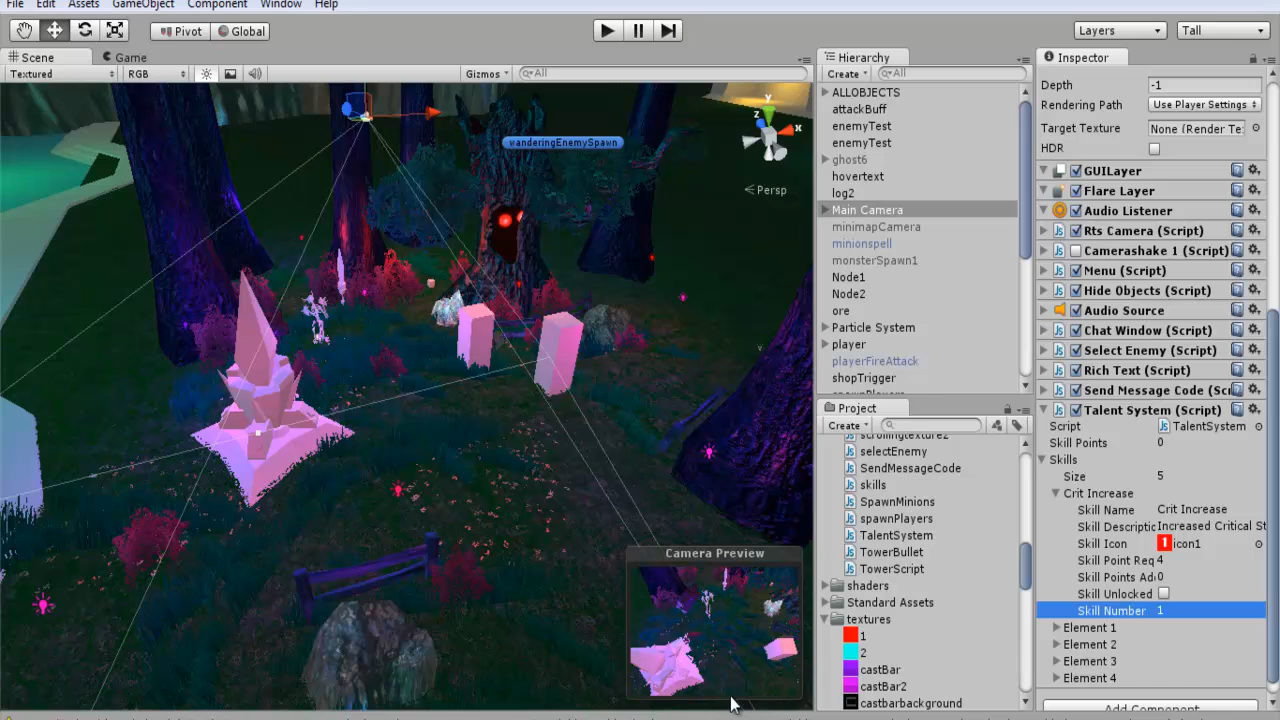 File Edit Assets GameObject Component Window Help
Pivot Global Layers Tall
Scene Game
Textured RGB Gizmos All
wanderingEnemySpawn
y
z
x
Persp
Camera Preview
Hierarchy
Create All
ALLOBJECTS
attackBuff
enemyTest
enemyTest
ghost6
hovertext
log2
Main Camera
minimapCamera
minionspell
monsterSpawn1
Node1
Node2
ore
Particle System
player
playerFireAttack
shopTrigger
Project
Create
scrollingtexture2
selectEnemy
SendMessageCode
skills
SpawnMinions
spawnPlayers
TalentSystem
TowerBullet
TowerScript
shaders
Standard Assets
textures
1
2
castBar
castBar2
castbarbackground
Inspector
Depth -1
Rendering Path Use Player Settings
Target Texture None (Render Te:
HDR
GUILayer
Flare Layer
Audio Listener
Rts Camera (Script)
Camerashake 1 (Script)
Menu (Script)
Hide Objects (Script)
Audio Source
Chat Window (Script)
Select Enemy (Script)
Rich Text (Script)
Send Message Code (Scr
Talent System (Script)
Script TalentSystem
Skill Points 0
Skills
Size 5
Crit Increase
Skill Name Crit Increase
Skill Descriptic Increased Critical St
Skill Icon 1 icon1
Skill Point Req 4
Skill Points Ad 0
Skill Unlocked
Skill Number 1
Element 1
Element 2
Element 3
Element 4
Add Component